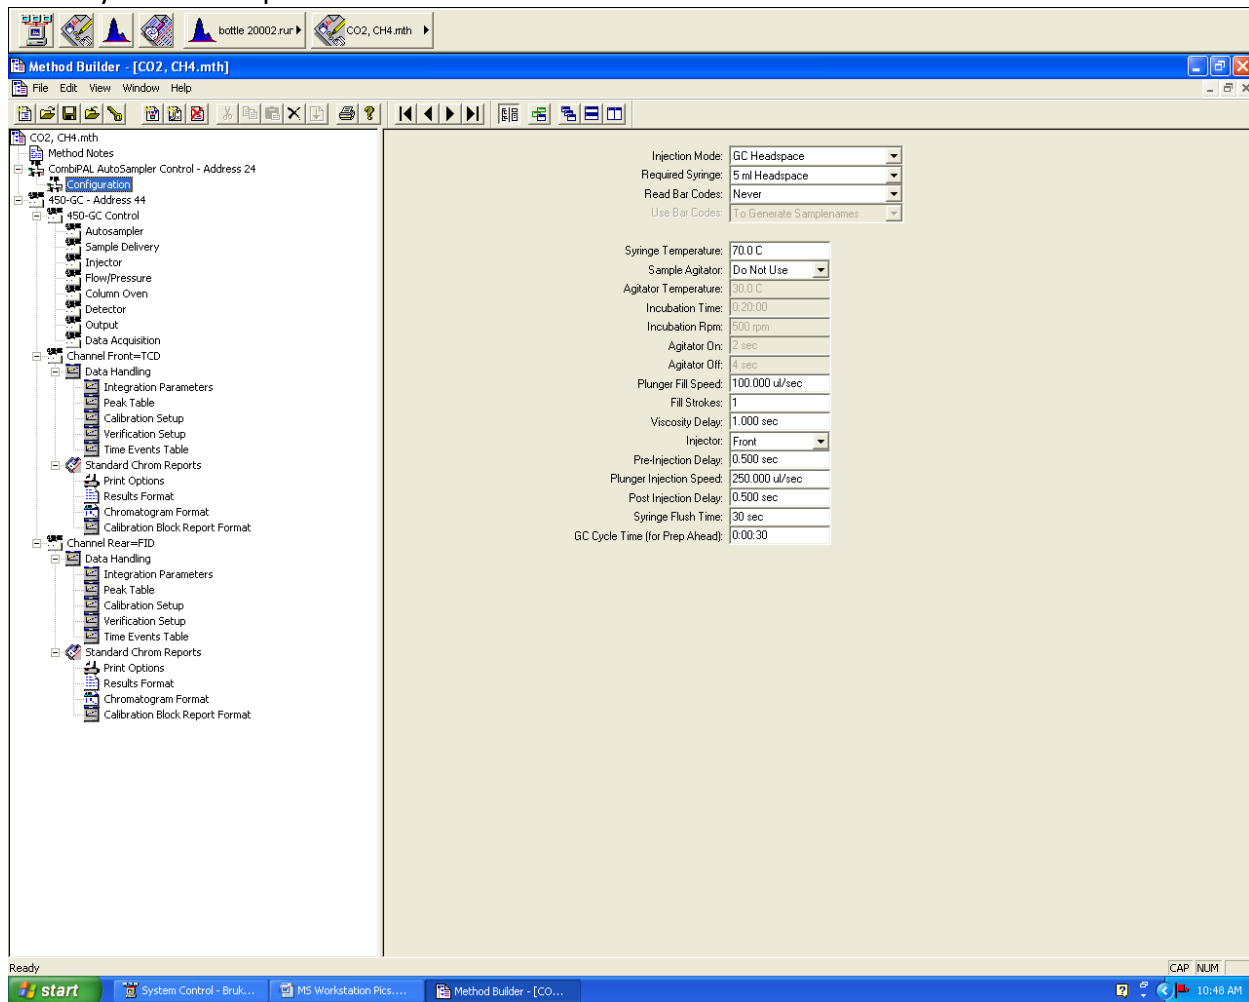 bottle 20002.run
CO2, CH4.mth
Method Builder - [CO2, CH4.mth]
File Edit View Window Help
CO2, CH4.mth
Method Notes
CombiPAL AutoSampler Control - Address 24
Configuration
450-GC - Address 44
450-GC Control
Autosampler
Sample Delivery
Injector
Flow/Pressure
Column Oven
Detector
Output
Data Acquisition
Channel Front=TCD
Data Handling
Integration Parameters
Peak Table
Calibration Setup
Verification Setup
Time Events Table
Standard Chrom Reports
Print Options
Results Format
Chromatogram Format
Calibration Block Report Format
Channel Rear=FID
Data Handling
Integration Parameters
Peak Table
Calibration Setup
Verification Setup
Time Events Table
Standard Chrom Reports
Print Options
Results Format
Chromatogram Format
Calibration Block Report Format
Injection Mode: GC Headspace
Required Syringe: 5 ml Headspace
Read Bar Codes: Never
Use Bar Codes: To Generate Samplenames
Syringe Temperature: 70.0 C
Sample Agitator: Do Not Use
Agitator Temperature: 30.0 C
Incubation Time: 0:20:00
Incubation Rpm: 500 rpm
Agitator On: 2 sec
Agitator Off: 4 sec
Plunger Fill Speed: 100.000 ul/sec
Fill Strokes: 1
Viscosity Delay: 1.000 sec
Injector: Front
Pre-Injection Delay: 0.500 sec
Plunger Injection Speed: 250.000 ul/sec
Post Injection Delay: 0.500 sec
Syringe Flush Time: 30 sec
GC Cycle Time (for Prep Ahead): 0:00:30
Ready
CAP NUM
start
System Control - Bruk...
MS Workstation Pics....
Method Builder - [CO...
10:48 AM